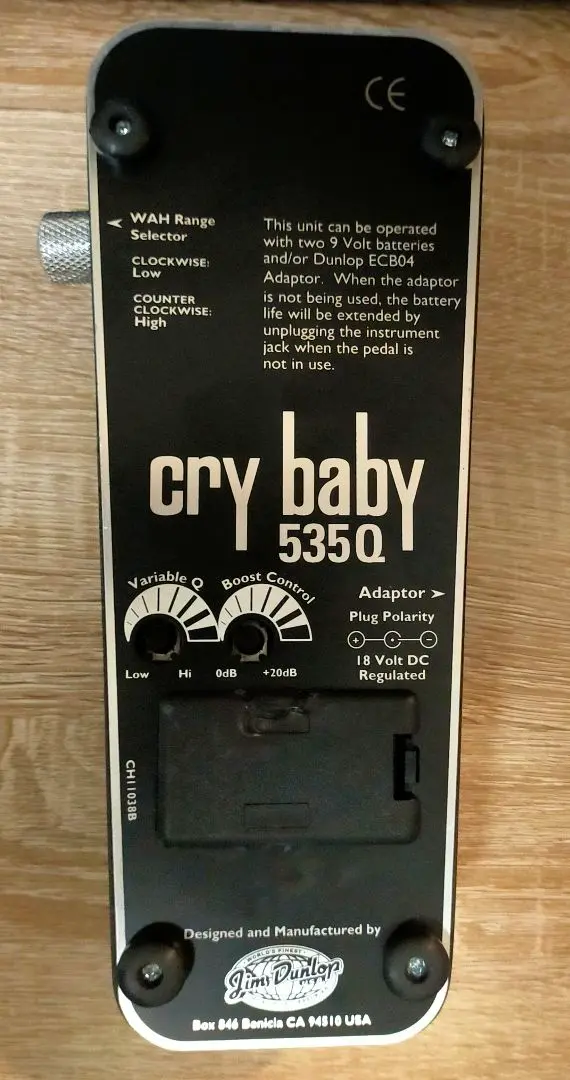 CE
WAH Range
Selector
CLOCKWISE:
Low
COUNTER
CLOCKWISE:
High
This unit can be operated
with two 9 Volt batteries
and/or Dunlop ECB04
Adaptor. When the adaptor
is not being used, the battery
life will be extended by
unplugging the instrument
jack when the pedal is
not in use.
cry baby
535Q
Variable Q
Low Hi
Boost Control
0dB +20dB
Adaptor
Plug Polarity
+ -
18 Volt DC
Regulated
CH11038B
Designed and Manufactured by
WORLD'S FINEST
Jim Dunlop
Box 846 Benicia CA 94510 USA